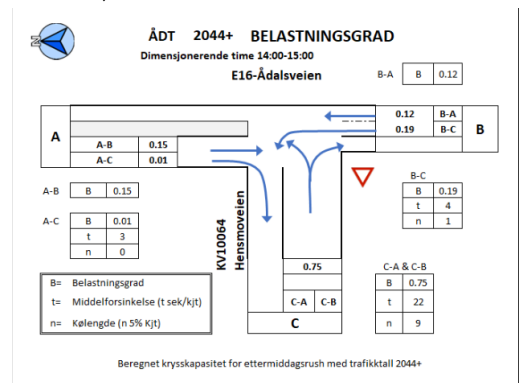 N
ÅDT 2044+ BELASTNINGSGRAD
Dimensjonerende time 14:00-15:00
E16-Ådalsveien
B-A B 0.12
A
A-B 0.15
A-C 0.01
0.12 B-A
0.19 B-C
B
A-B B 0.15
A-C B 0.01
t 3
n 0
B-C
B 0.19
t 4
n 1
KV10064
Hensmoveien
0.75
C-A C-B
C
C-A & C-B
B 0.75
t 22
n 9
B= Belastningsgrad
t= Middelforsinkelse (t sek/kjt)
n= Kølengde (n 5% Kjt)
Beregnet krysskapasitet for ettermiddagsrush med trafikktall 2044+